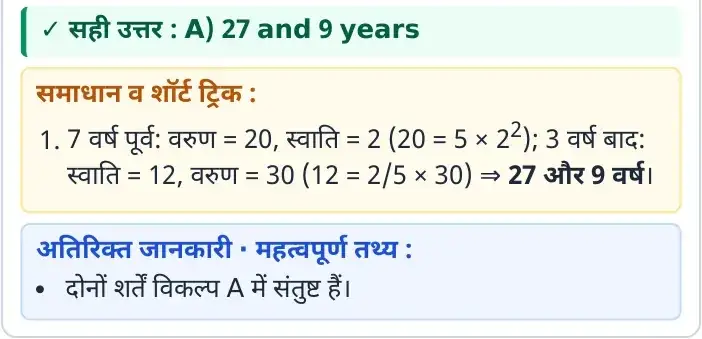 ✓ सही उत्तर : A) 27 and 9 years
समाधान व शॉर्ट ट्रिक :
1. 7 वर्ष पूर्व: वरुण = 20, स्वाति = 2 (20 = 5 × 2²); 3 वर्ष बाद:
स्वाति = 12, वरुण = 30 (12 = 2/5 × 30) ⇒ 27 और 9 वर्ष।
अतिरिक्त जानकारी · महत्वपूर्ण तथ्य :
• दोनों शर्तें विकल्प A में संतुष्ट हैं।